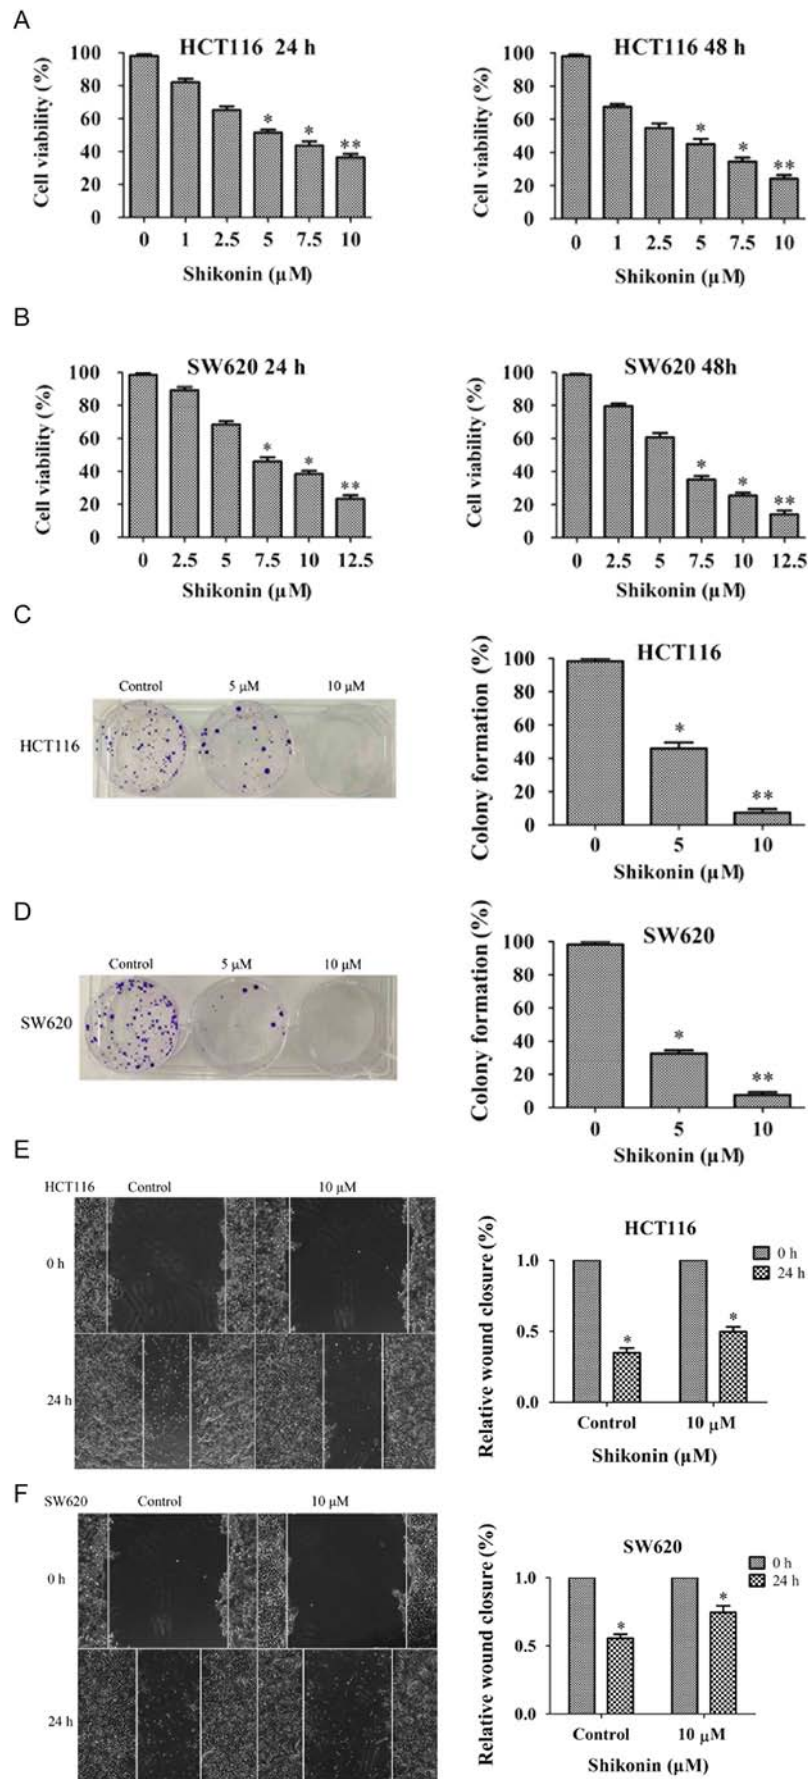 A
HCT116 24 h
Cell viability (%)
100
80
60
40
20
0
* * **
0 1 2.5 5 7.5 10
Shikonin (µM)
HCT116 48 h
Cell viability (%)
100
80
60
40
20
0
* * **
0 1 2.5 5 7.5 10
Shikonin (µM)
B
SW620 24 h
Cell viability (%)
100
80
60
40
20
0
* * **
0 2.5 5 7.5 10 12.5
Shikonin (µM)
SW620 48h
Cell viability (%)
100
80
60
40
20
0
* * **
0 2.5 5 7.5 10 12.5
Shikonin (µM)
C
Control 5 µM 10 µM
HCT116
HCT116
Colony formation (%)
100
80
60
40
20
0
* **
0 5 10
Shikonin (µM)
D
Control 5 µM 10 µM
SW620
SW620
Colony formation (%)
100
80
60
40
20
0
* **
0 5 10
Shikonin (µM)
E
HCT116 Control 10 µM
0 h
24 h
HCT116
Relative wound closure (%)
0 h
24 h
1.0
0.5
0.0
* *
Control 10 µM
Shikonin (µM)
F
SW620 Control 10 µM
0 h
24 h
SW620
Relative wound closure (%)
0 h
24 h
1.0
0.5
0.0
* *
Control 10 µM
Shikonin (µM)